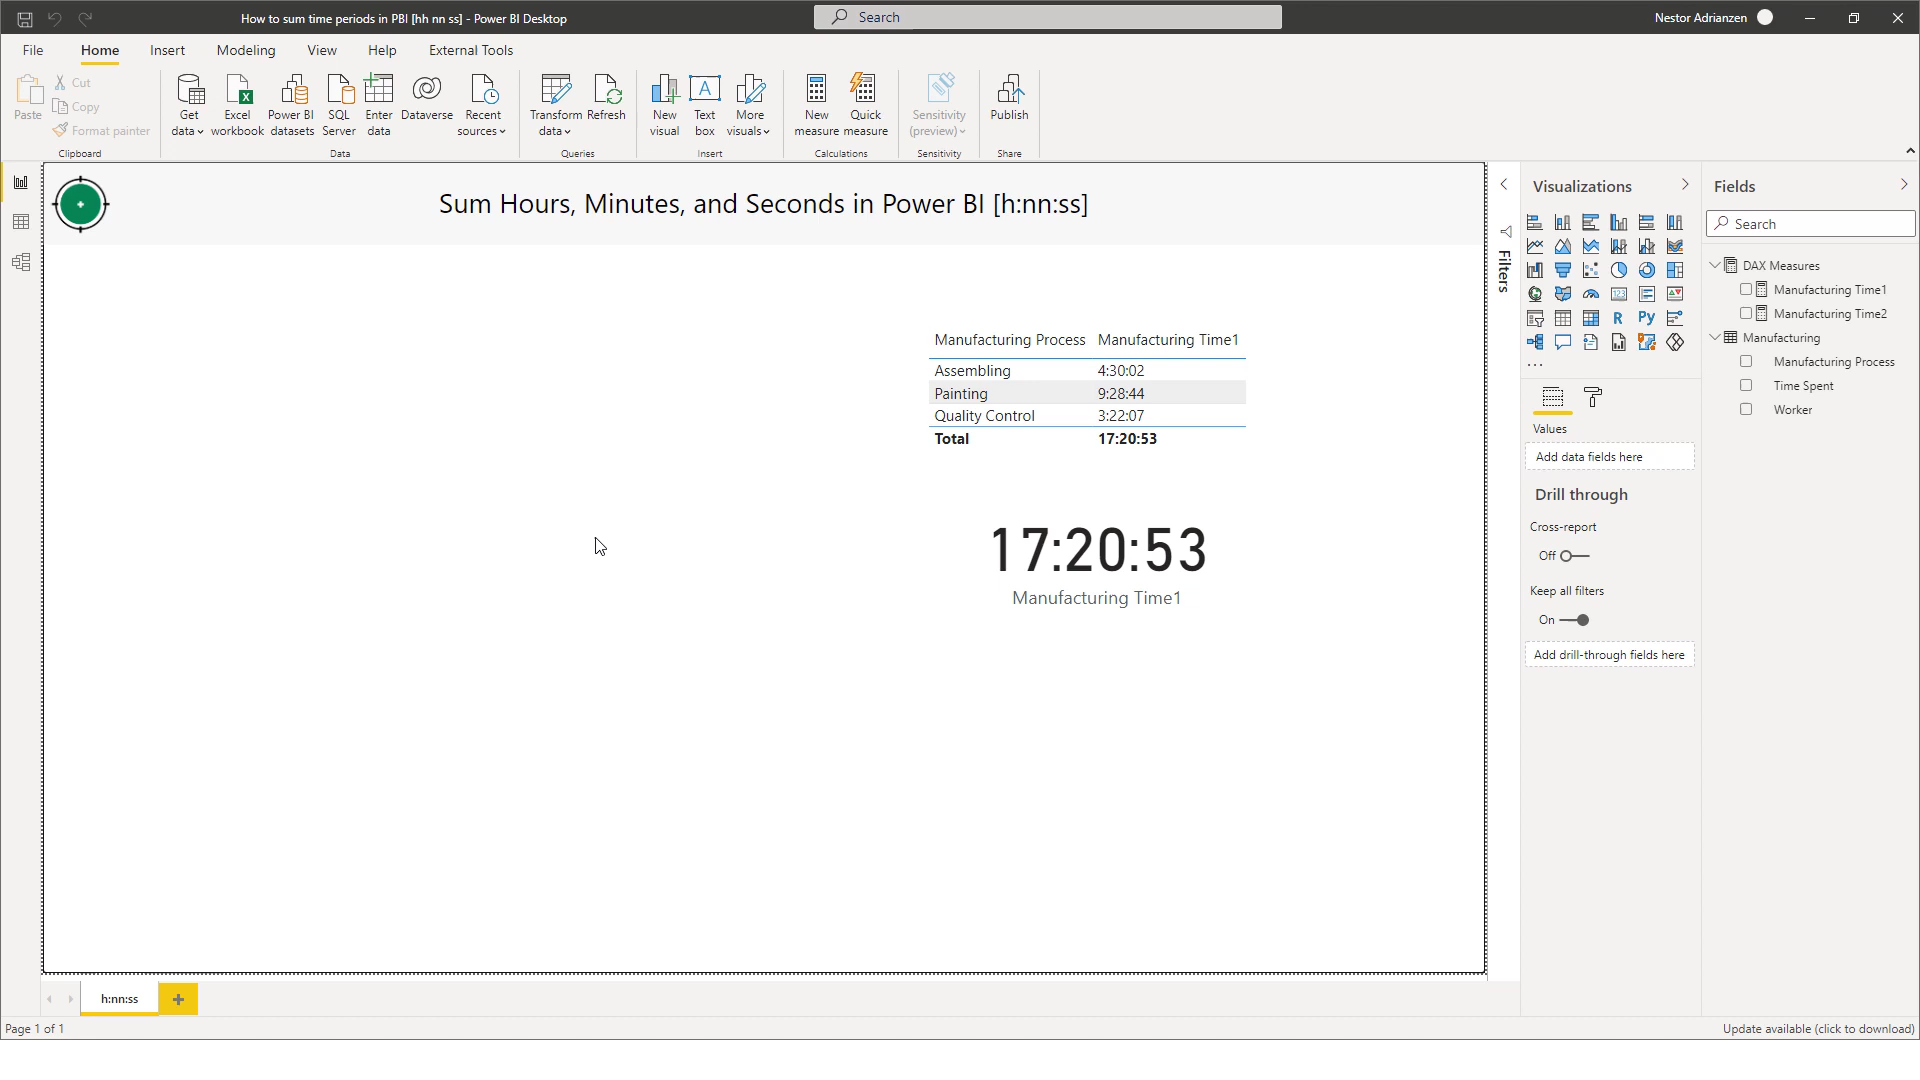 How to sum time periods in PBI [hh nn ss] - Power BI Desktop
Search
Nestor Adrianzen
File
Home
Insert
Modeling
View
Help
External Tools
Paste
Cut
Copy
Format painter
Clipboard
Get data
Excel workbook
Power BI datasets
SQL Server
Enter data
Dataverse
Recent sources
Data
Transform data
Refresh
Queries
New visual
Text box
More visuals
Insert
New measure
Quick measure
Calculations
Sensitivity (preview)
Sensitivity
Publish
Share
Sum Hours, Minutes, and Seconds in Power BI [h:nn:ss]
Manufacturing Process Manufacturing Time1
Assembling 4:30:02
Painting 9:28:44
Quality Control 3:22:07
Total 17:20:53
17:20:53
Manufacturing Time1
Filters
Visualizations
123
R
Py
...
Values
Add data fields here
Drill through
Cross-report
Off
Keep all filters
On
Add drill-through fields here
Fields
Search
DAX Measures
Manufacturing Time1
Manufacturing Time2
Manufacturing
Manufacturing Process
Time Spent
Worker
h:nn:ss
Page 1 of 1
Update available (click to download)